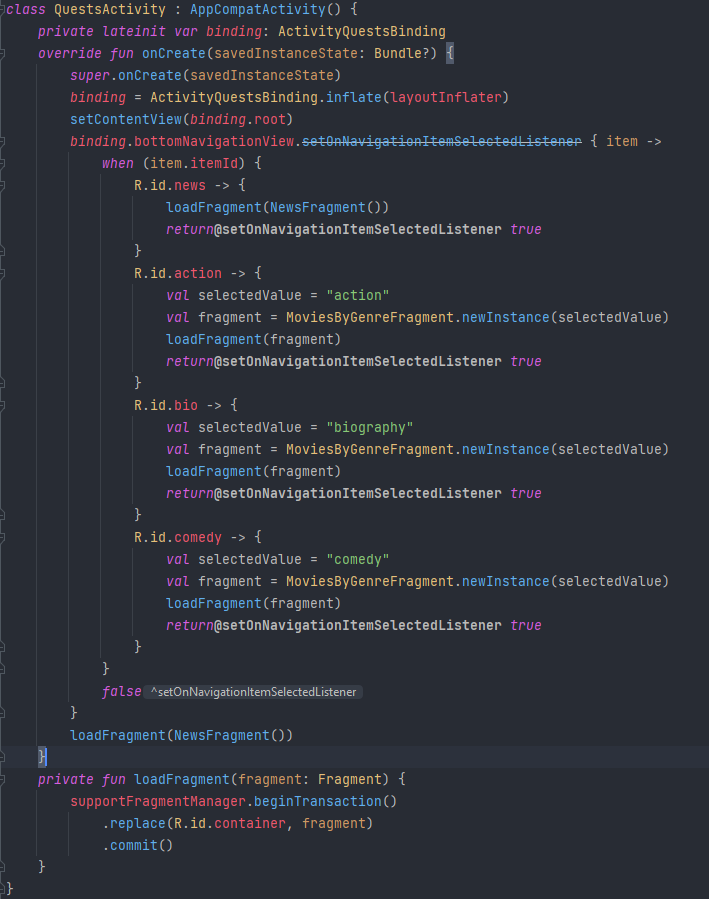 class QuestsActivity : AppCompatActivity() {
    private lateinit var binding: ActivityQuestsBinding
    override fun onCreate(savedInstanceState: Bundle?) {
        super.onCreate(savedInstanceState)
        binding = ActivityQuestsBinding.inflate(layoutInflater)
        setContentView(binding.root)
        binding.bottomNavigationView.setOnNavigationItemSelectedListener { item ->
            when (item.itemId) {
                R.id.news -> {
                    loadFragment(NewsFragment())
                    return@setOnNavigationItemSelectedListener true
                }
                R.id.action -> {
                    val selectedValue = "action"
                    val fragment = MoviesByGenreFragment.newInstance(selectedValue)
                    loadFragment(fragment)
                    return@setOnNavigationItemSelectedListener true
                }
                R.id.bio -> {
                    val selectedValue = "biography"
                    val fragment = MoviesByGenreFragment.newInstance(selectedValue)
                    loadFragment(fragment)
                    return@setOnNavigationItemSelectedListener true
                }
                R.id.comedy -> {
                    val selectedValue = "comedy"
                    val fragment = MoviesByGenreFragment.newInstance(selectedValue)
                    loadFragment(fragment)
                    return@setOnNavigationItemSelectedListener true
                }
            }
            false ^setOnNavigationItemSelectedListener
        }
        loadFragment(NewsFragment())
    }
    private fun loadFragment(fragment: Fragment) {
        supportFragmentManager.beginTransaction()
            .replace(R.id.container, fragment)
            .commit()
    }
}